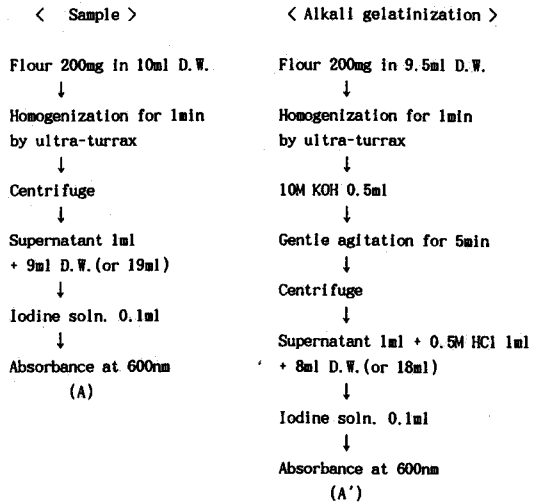 < Sample >
Flour 200mg in 10ml D.W.
↓
Homogenization for 1min
by ultra-turrax
↓
Centrifuge
↓
Supernatant 1ml
+ 9ml D.W.(or 19ml)
↓
Iodine soln. 0.1ml
↓
Absorbance at 600nm
(A)
< Alkali gelatinization >
Flour 200mg in 9.5ml D.W.
↓
Homogenization for 1min
by ultra-turrax
↓
10M KOH 0.5ml
↓
Gentle agitation for 5min
↓
Centrifuge
↓
Supernatant 1ml + 0.5M HCl 1ml
+ 8ml D.W.(or 18ml)
↓
Iodine soln. 0.1ml
↓
Absorbance at 600nm
(A')